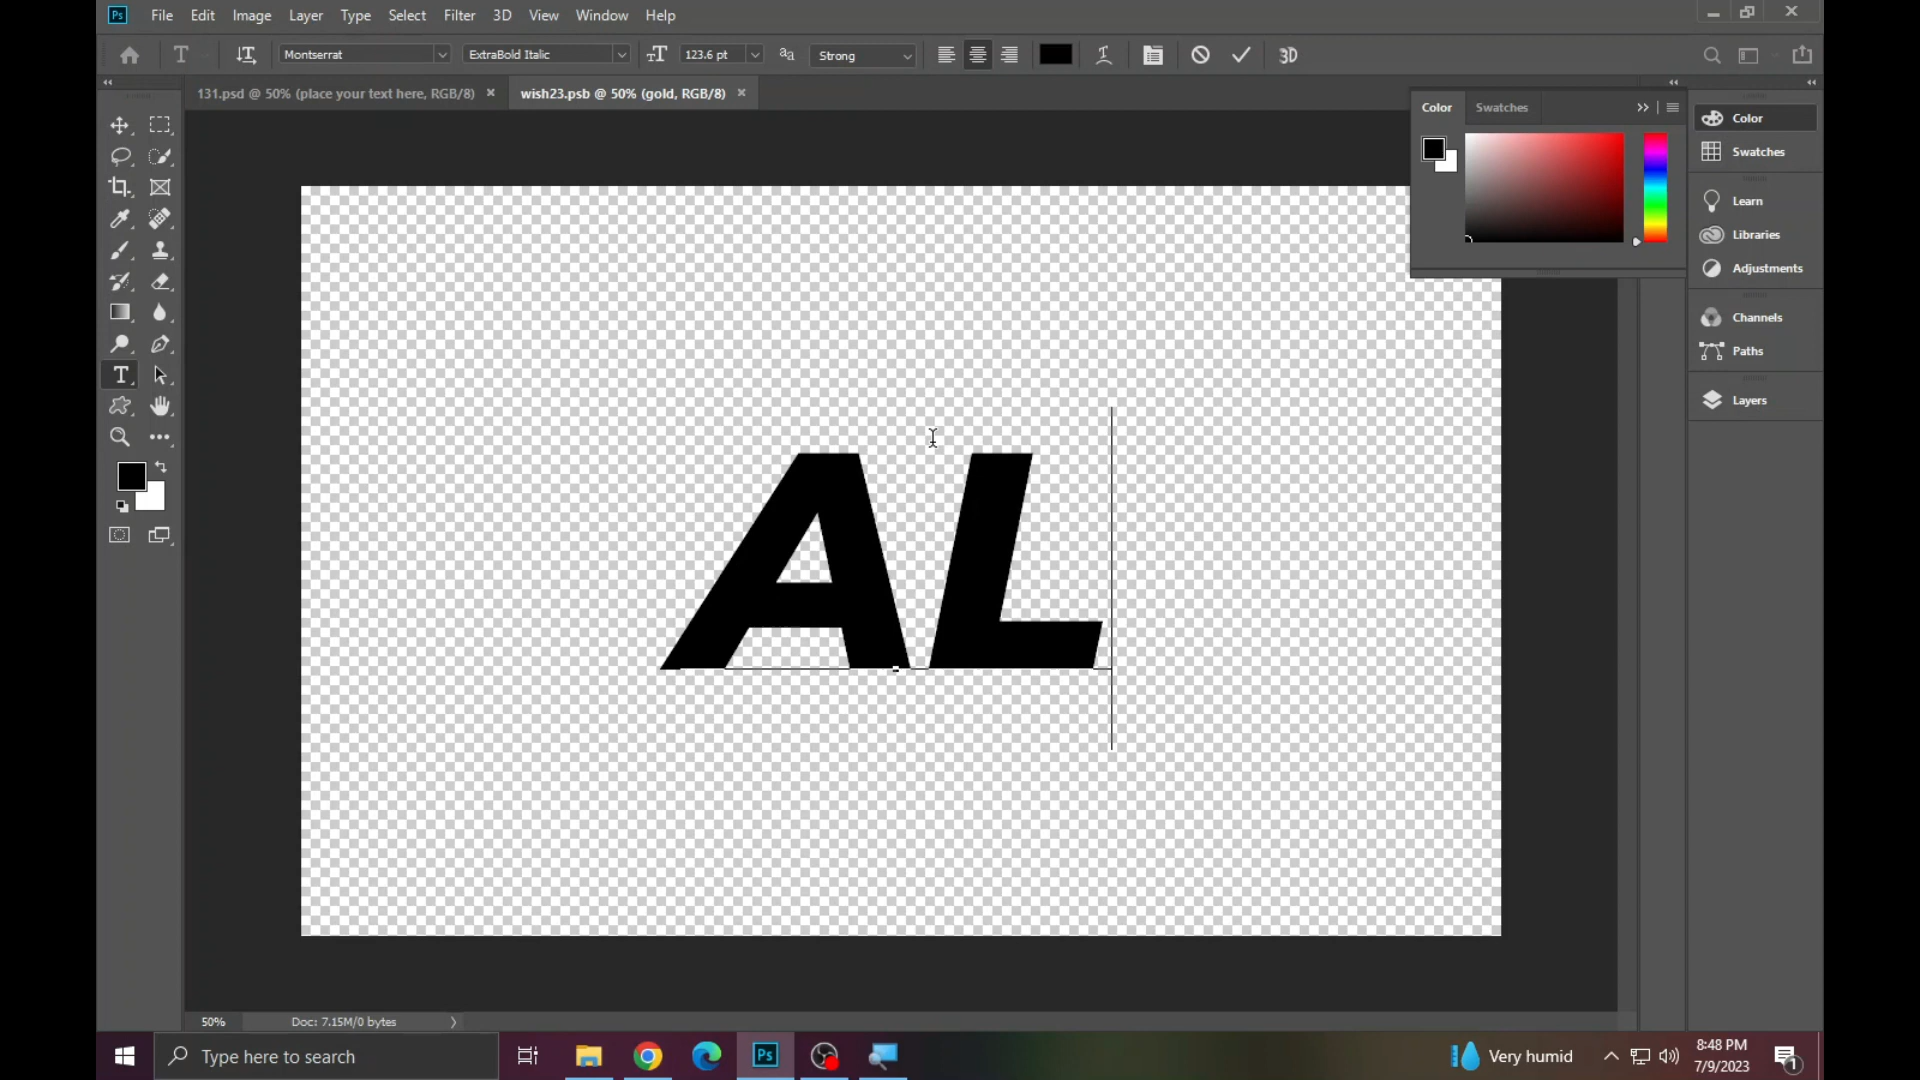 Ps File Edit Image Layer Type Select Filter 3D View Window Help
T Montserrat ExtraBold Italic 123.6 pt aa Strong 3D
131.psd @ 50% (place your text here, RGB/8) × wish23.psb @ 50% (gold, RGB/8) ×
Color Swatches
Color
Swatches
Learn
Libraries
Adjustments
Channels
Paths
Layers
AL
50% Doc: 7.15M/0 bytes
Type here to search Ps Very humid 8:48 PM
7/9/2023 1